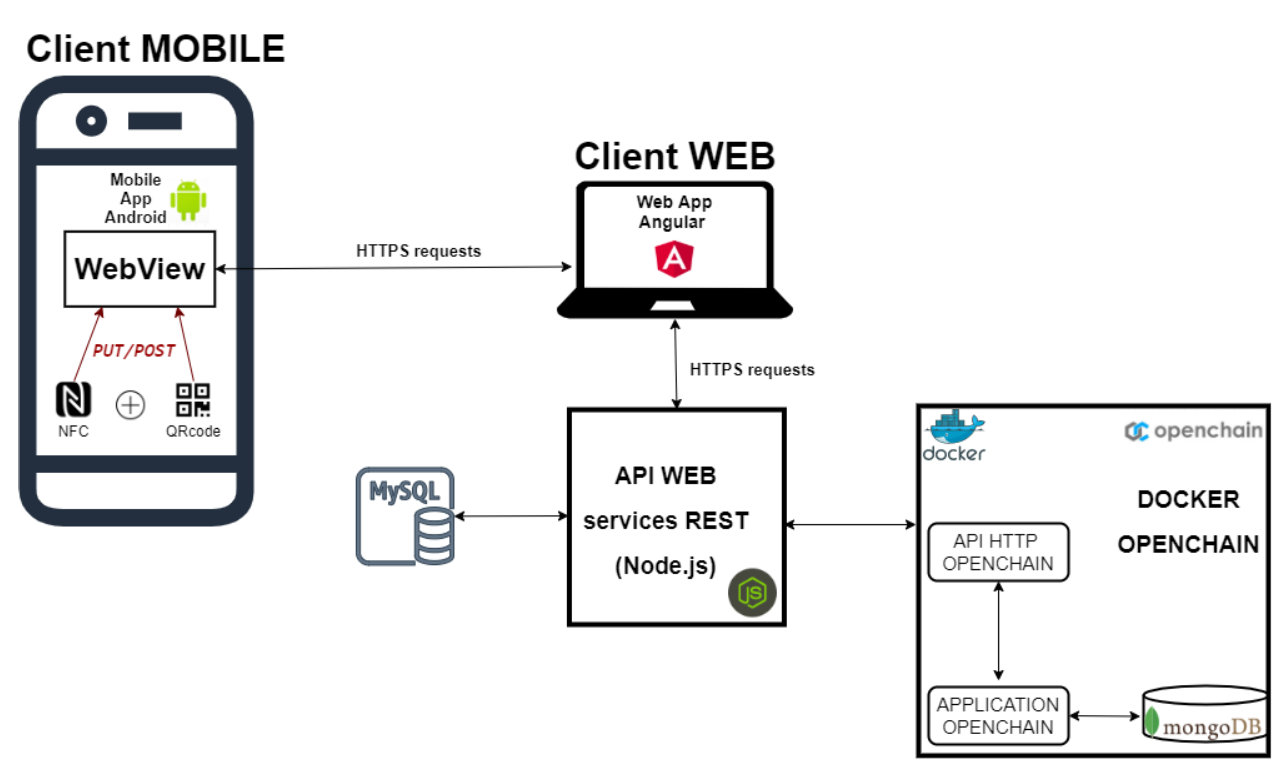 Client MOBILE
Mobile
App
Android
WebView
PUT/POST
NFC
QRcode
HTTPS requests
Client WEB
Web App
Angular
A
HTTPS requests
MySQL
API WEB
services REST
(Node.js)
JS
docker
openchain
DOCKER
OPENCHAIN
API HTTP
OPENCHAIN
APPLICATION
OPENCHAIN
mongoDB